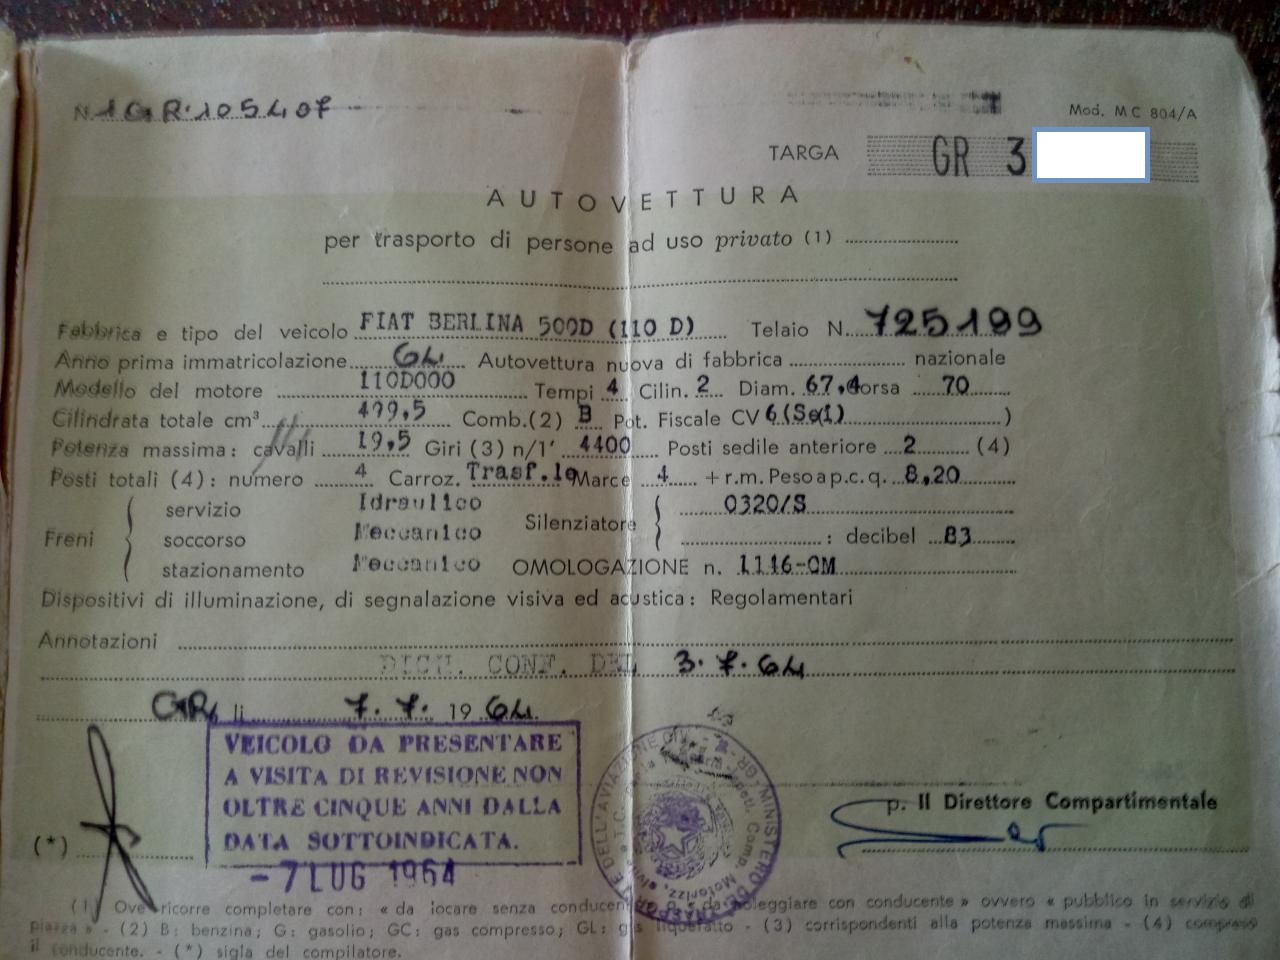 N. 1GR.105407
Mod. MC 804/A
TARGA GR 3
AUTOVETTURA
per trasporto di persone ad uso privato (1)
Fabbrica e tipo del veicolo FIAT BERLINA 500D (110 D) Telaio N. 725199
Anno prima immatricolazione 64 Autovettura nuova di fabbrica nazionale
Modello del motore 110D000 Tempi 4 Cilin. 2 Diam. 67,4 Corsa 70
Cilindrata totale cm³ 499,5 Comb.(2) B Pot. Fiscale CV 6(Sei)
Potenza massima: cavalli 19,5 Giri (3) n/1' 4400 Posti sedile anteriore 2 (4)
Posti totali (4): numero 4 Carroz. Trasf.le Marce 4 + r.m. Peso a p.c. q. 8,20
Freni
servizio Idraulico
soccorso Meccanico
stazionamento Meccanico
Silenziatore 0320/S
: decibel 83
OMOLOGAZIONE n. 1116-OM
Dispositivi di illuminazione, di segnalazione visiva ed acustica: Regolamentari
Annotazioni
DICH. CONF. DEL 3.7.64
GR, li 7.7. 19 64.
VEICOLO DA PRESENTARE
A VISITA DI REVISIONE NON
OLTRE CINQUE ANNI DALLA
DATA SOTTOINDICATA.
-7 LUG 1964
p. Il Direttore Compartimentale
(*)
(1) Ove ricorre completare con: « da locare senza conducente » o « da noleggiare con conducente » ovvero « pubblico in servizio di
piazza » - (2) B: benzina; G: gasolio; GC: gas compresso; GL: gas liquefatto - (3) corrispondenti alla potenza massima - (4) compreso
il conducente. - (*) sigla del compilatore.